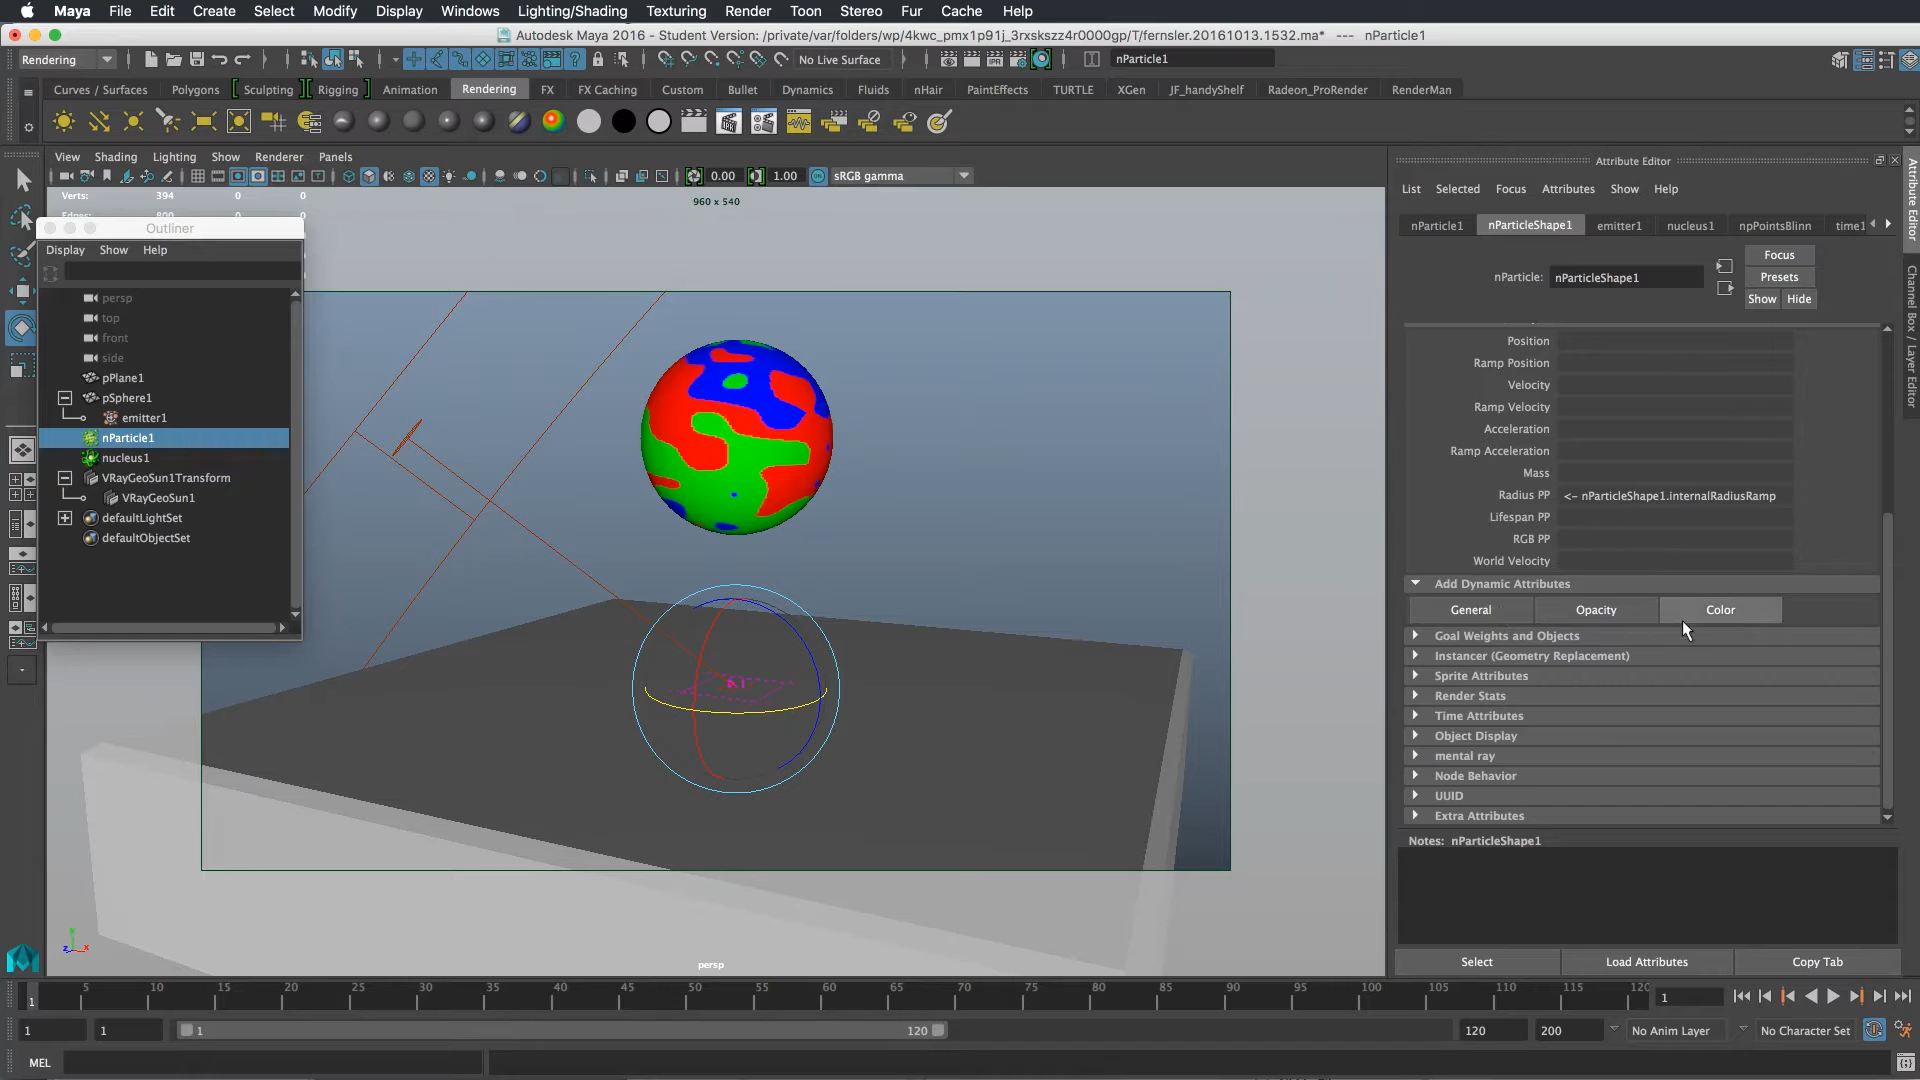 Maya File Edit Create Select Modify Display Windows Lighting/Shading Texturing Render Toon Stereo Fur Cache Help
Autodesk Maya 2016 - Student Version: /private/var/folders/wp/4kwc_pmx1p91j_3rxskszz4r0000gp/T/fernsler.20161013.1532.ma* --- nParticle1
Rendering No Live Surface nParticle1
Curves / Surfaces Polygons Sculpting Rigging Animation Rendering FX FX Caching Custom Bullet Dynamics Fluids nHair PaintEffects TURTLE XGen JF_handyShelf Radeon_ProRender RenderMan
View Shading Lighting Show Renderer Panels
0.00 1.00 sRGB gamma
Verts: 394 0 0
960 x 540
Outliner
Display Show Help
persp
top
front
side
pPlane1
pSphere1
emitter1
nParticle1
nucleus1
VRayGeoSun1Transform
VRayGeoSun1
defaultLightSet
defaultObjectSet
persp
Attribute Editor
List Selected Focus Attributes Show Help
nParticle1 nParticleShape1 emitter1 nucleus1 npPointsBlinn time1
nParticle: nParticleShape1
Focus
Presets
Show Hide
Position
Ramp Position
Velocity
Ramp Velocity
Acceleration
Ramp Acceleration
Mass
Radius PP <- nParticleShape1.internalRadiusRamp
Lifespan PP
RGB PP
World Velocity
Add Dynamic Attributes
General Opacity Color
Goal Weights and Objects
Instancer (Geometry Replacement)
Sprite Attributes
Render Stats
Time Attributes
Object Display
mental ray
Node Behavior
UUID
Extra Attributes
Notes: nParticleShape1
Select Load Attributes Copy Tab
Attribute Editor
Channel Box / Layer Editor
1 5 10 15 20 25 30 35 40 45 50 55 60 65 70 75 80 85 90 95 100 105 110 115 120 1
1 1 1 120 120 200 No Anim Layer No Character Set
MEL